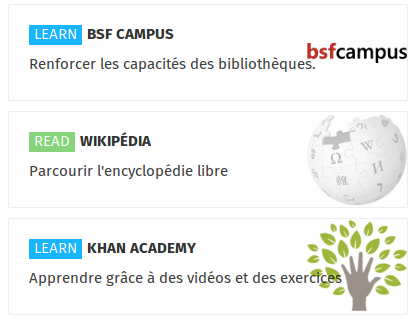 LEARN BSF CAMPUS
bsfcampus
Renforcer les capacités des bibliothèques.
READ WIKIPÉDIA
Ω W
И
維
Parcourir l'encyclopédie libre
LEARN KHAN ACADEMY
Apprendre grâce à des vidéos et des exercices